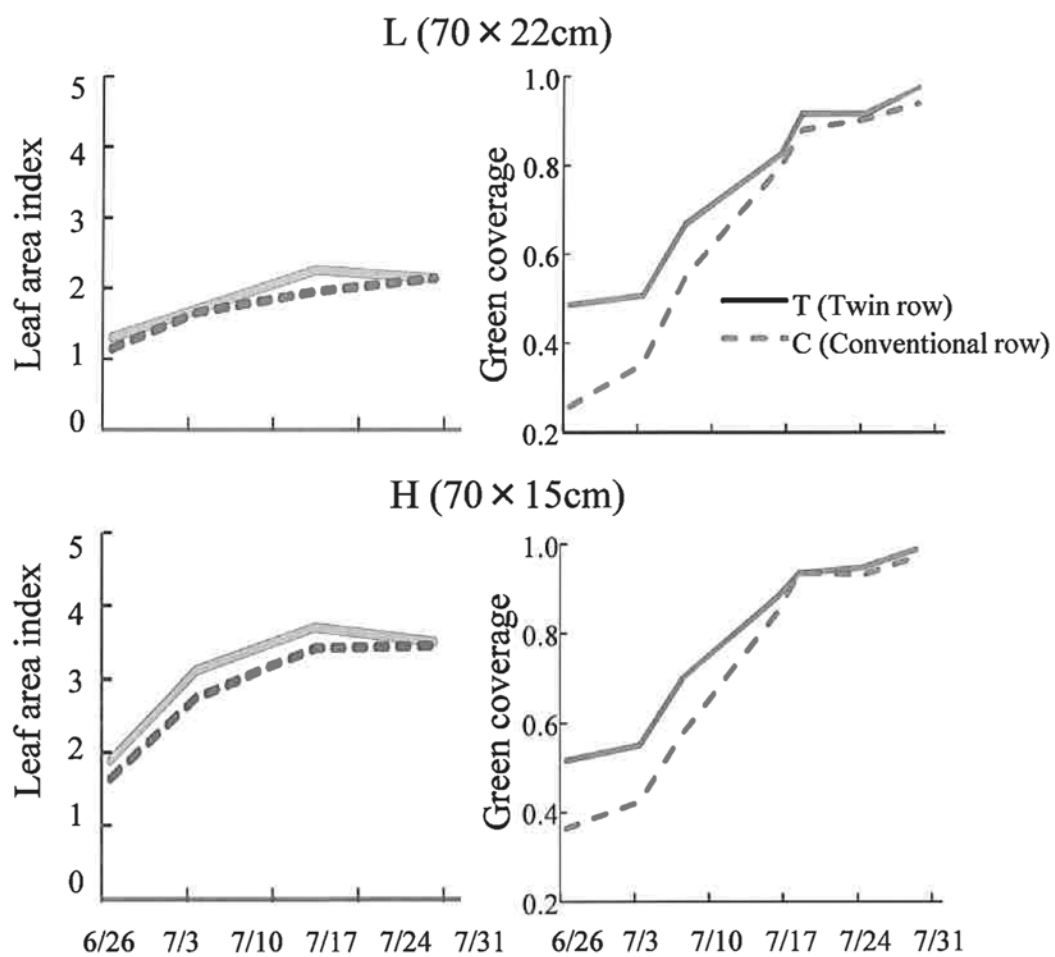 L (70 × 22cm)
5
4
3
2
1
0
Leaf area index
1.0
0.8
0.6
0.4
0.2
Green coverage
T (Twin row)
C (Conventional row)
H (70 × 15cm)
5
4
3
2
1
0
Leaf area index
6/26 7/3 7/10 7/17 7/24 7/31
1.0
0.8
0.6
0.4
0.2
Green coverage
6/26 7/3 7/10 7/17 7/24 7/31